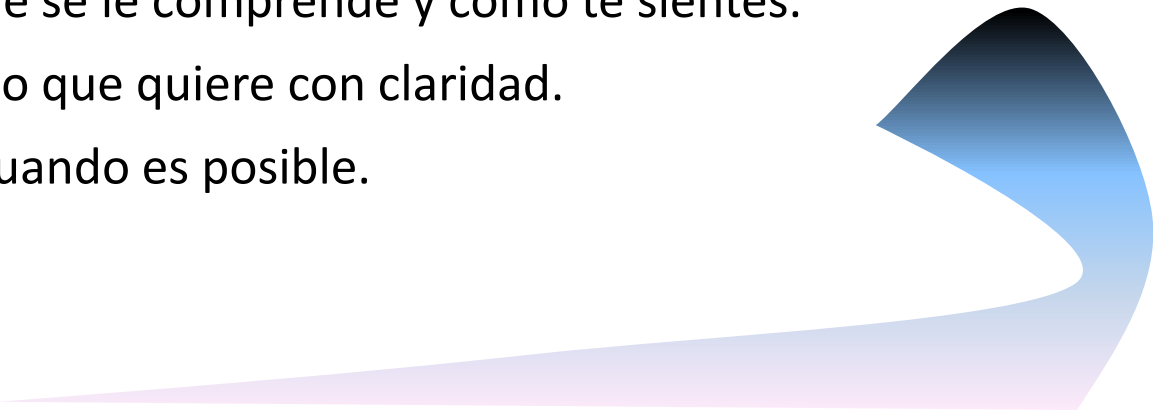 e se le comprende y como te sientes.
o que quiere con claridad.
uando es posible.